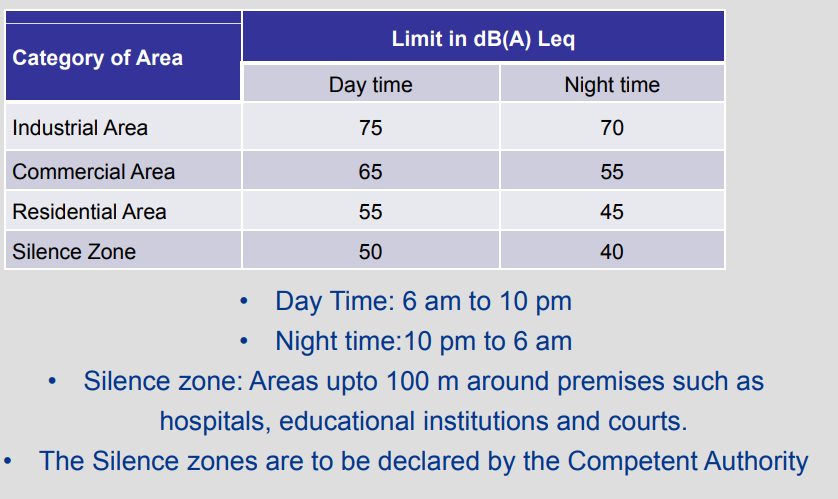 Category of Area
Limit in dB(A) Leq
Day time
Night time
Industrial Area 75 70
Commercial Area 65 55
Residential Area 55 45
Silence Zone 50 40
• Day Time: 6 am to 10 pm
• Night time:10 pm to 6 am
• Silence zone: Areas upto 100 m around premises such as
hospitals, educational institutions and courts.
• The Silence zones are to be declared by the Competent Authority